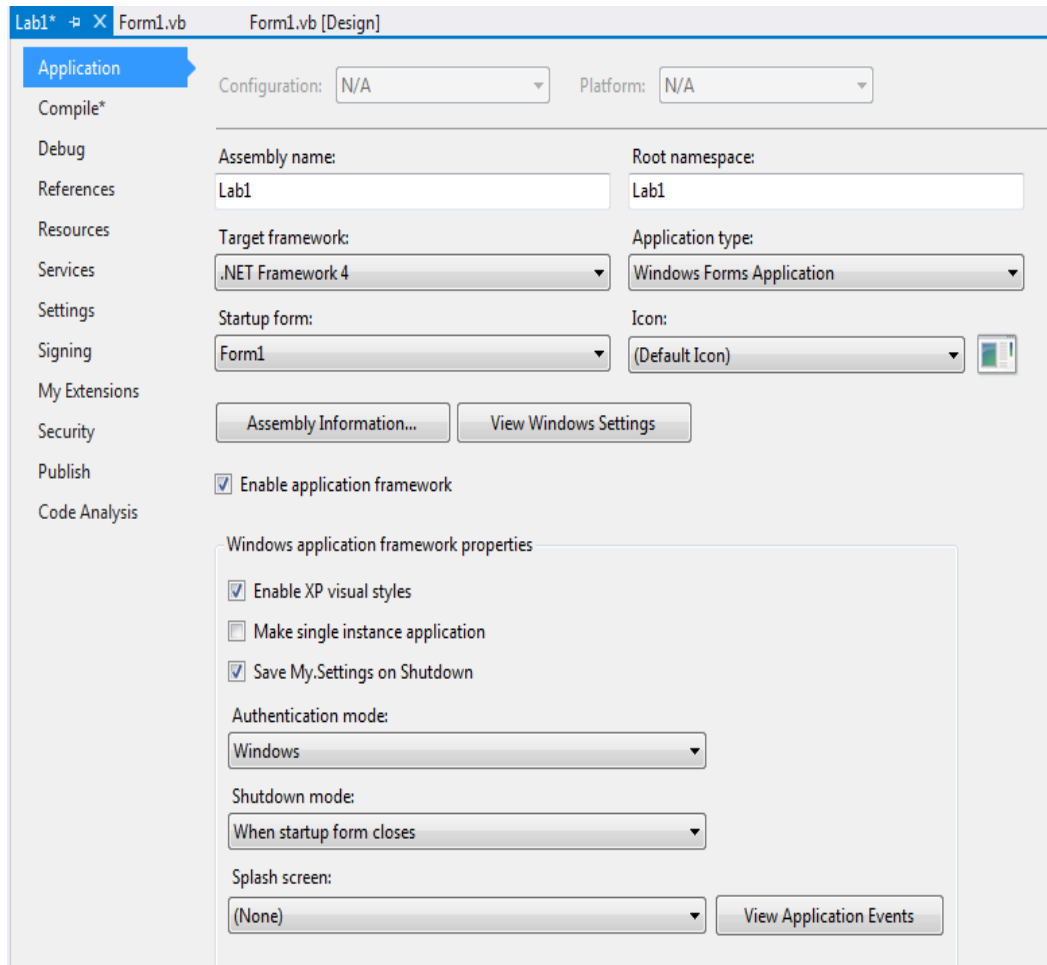 Lab1* Form1.vb Form1.vb [Design]
Application
Compile*
Debug
References
Resources
Services
Settings
Signing
My Extensions
Security
Publish
Code Analysis
Configuration: N/A Platform: N/A
Assembly name: Root namespace:
Lab1 Lab1
Target framework: Application type:
.NET Framework 4 Windows Forms Application
Startup form: Icon:
Form1 (Default Icon)
Assembly Information... View Windows Settings
Enable application framework
Windows application framework properties
Enable XP visual styles
Make single instance application
Save My.Settings on Shutdown
Authentication mode:
Windows
Shutdown mode:
When startup form closes
Splash screen:
(None) View Application Events